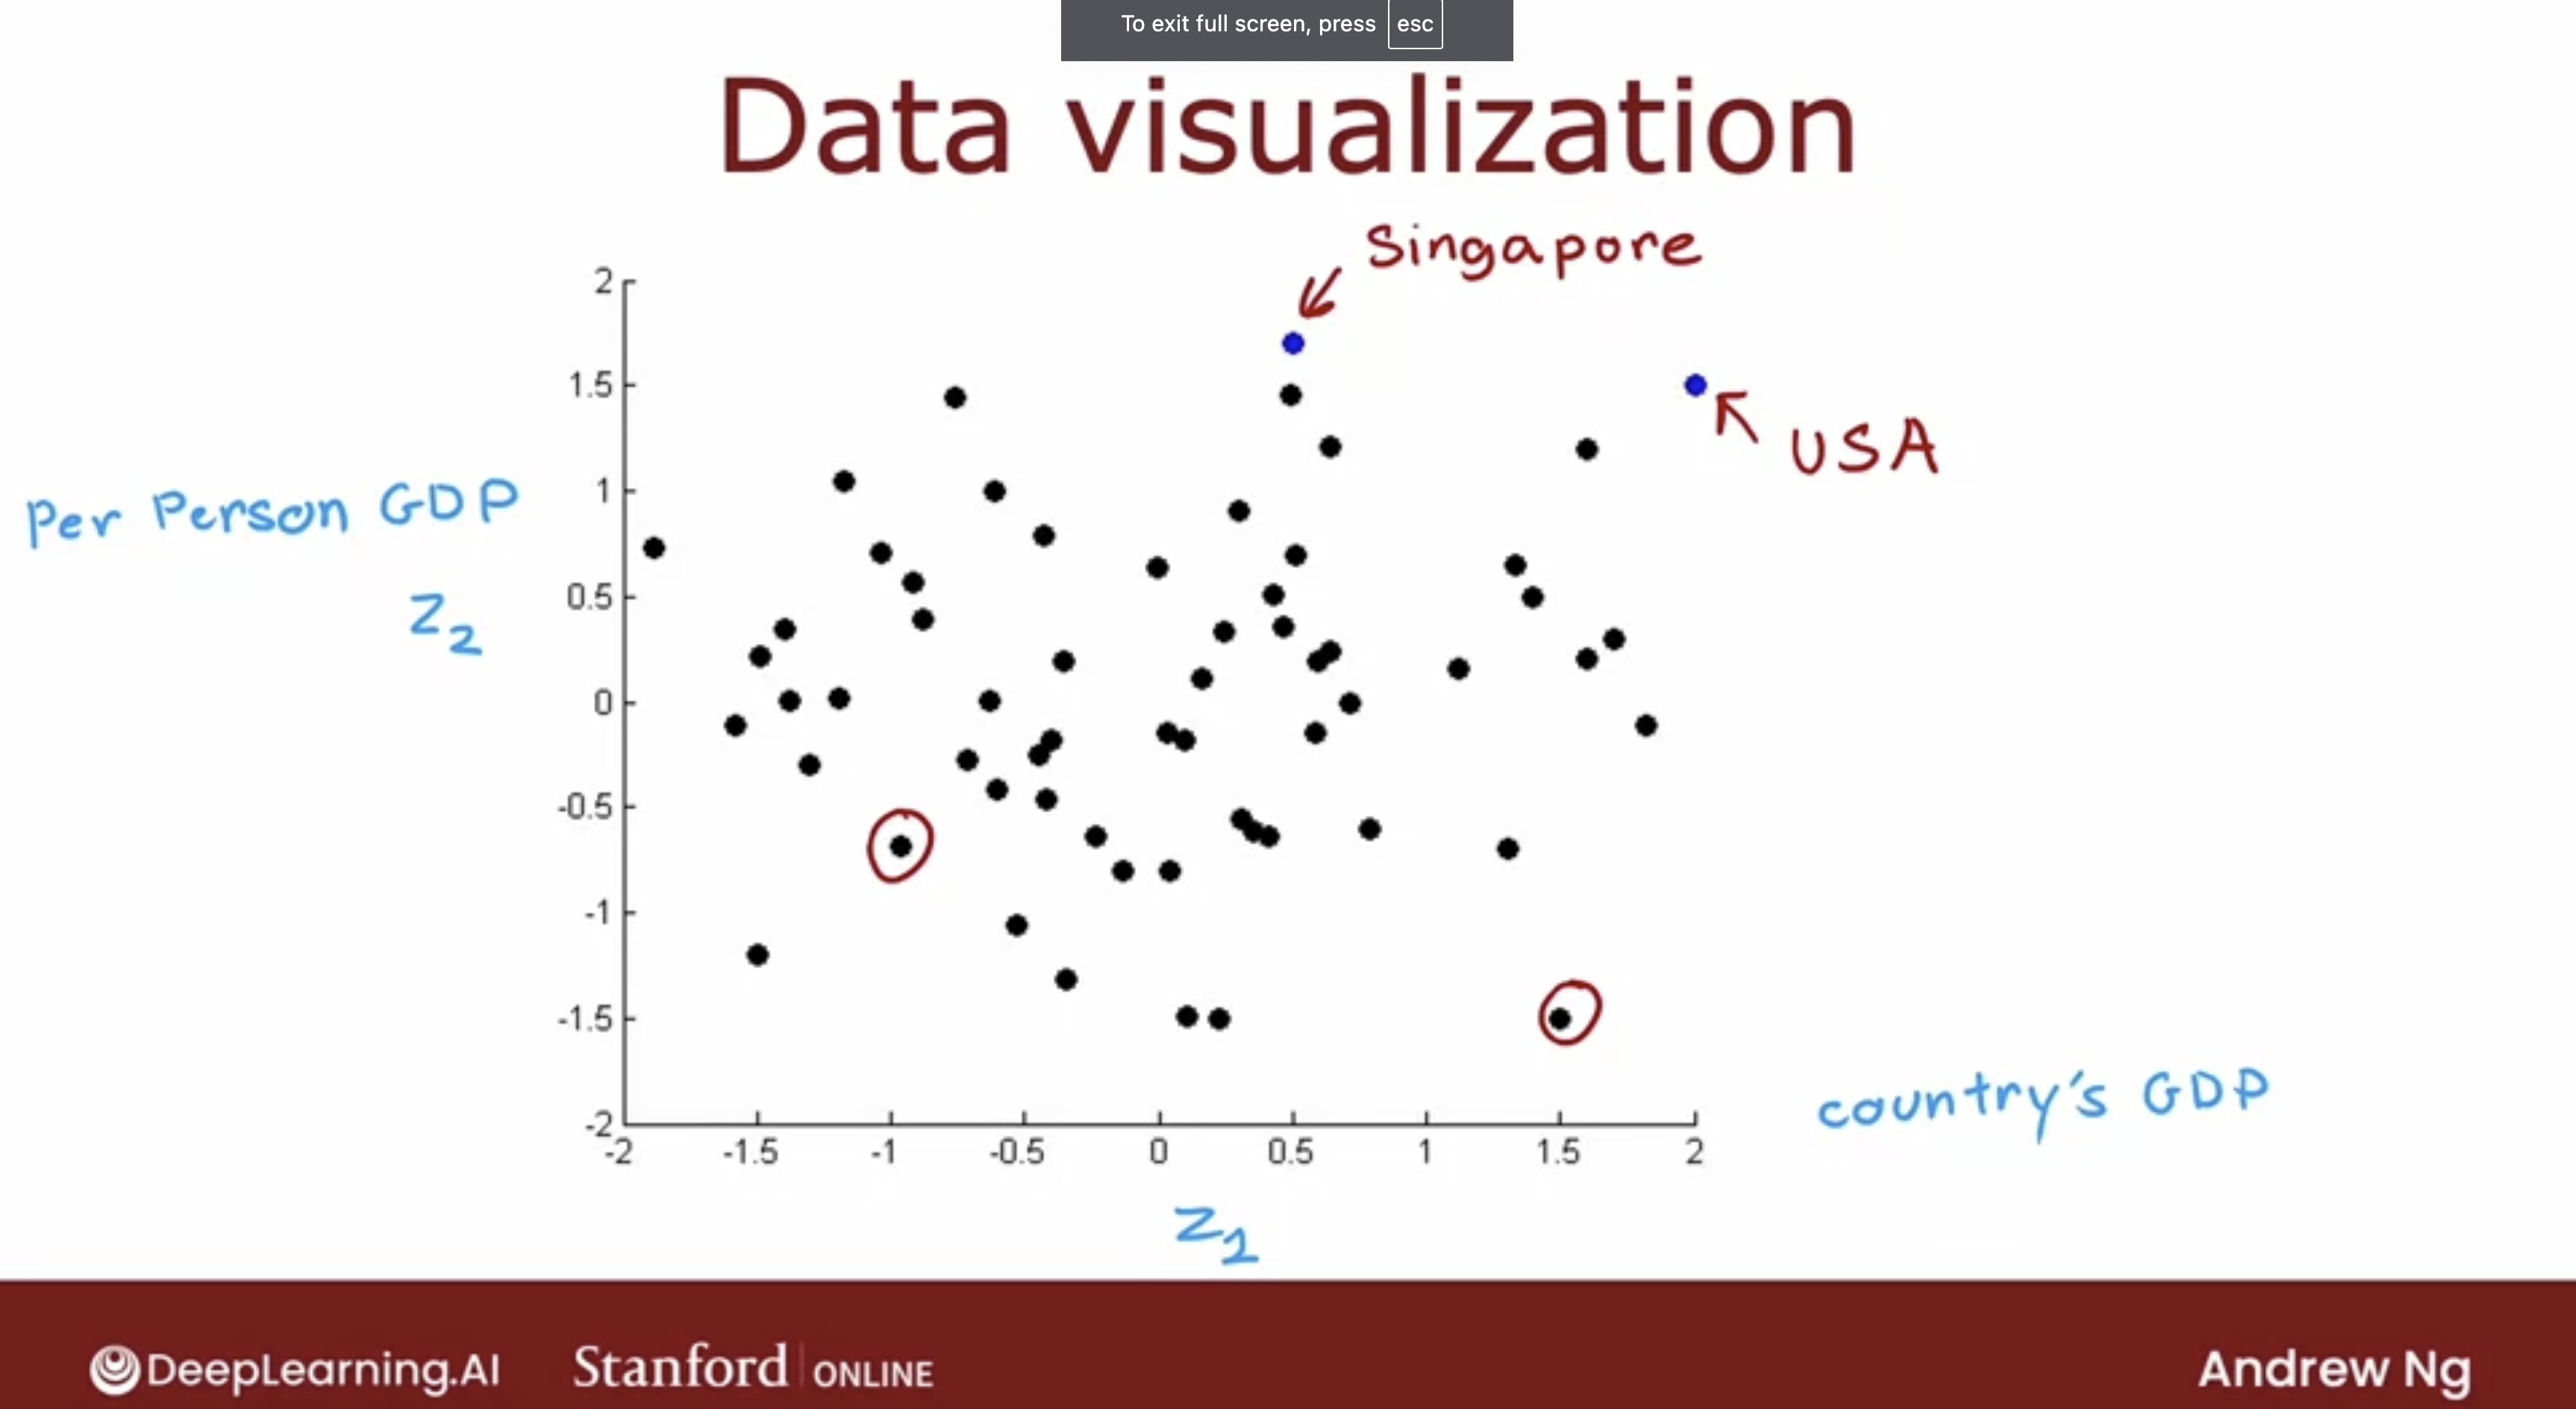 To exit full screen, press esc
Data visualization
Singapore
USA
Per Person GDP
z2
2
1.5
1
0.5
0
-0.5
-1
-1.5
-2
-2 -1.5 -1 -0.5 0 0.5 1 1.5 2
country's GDP
z1
DeepLearning.AI Stanford ONLINE Andrew Ng